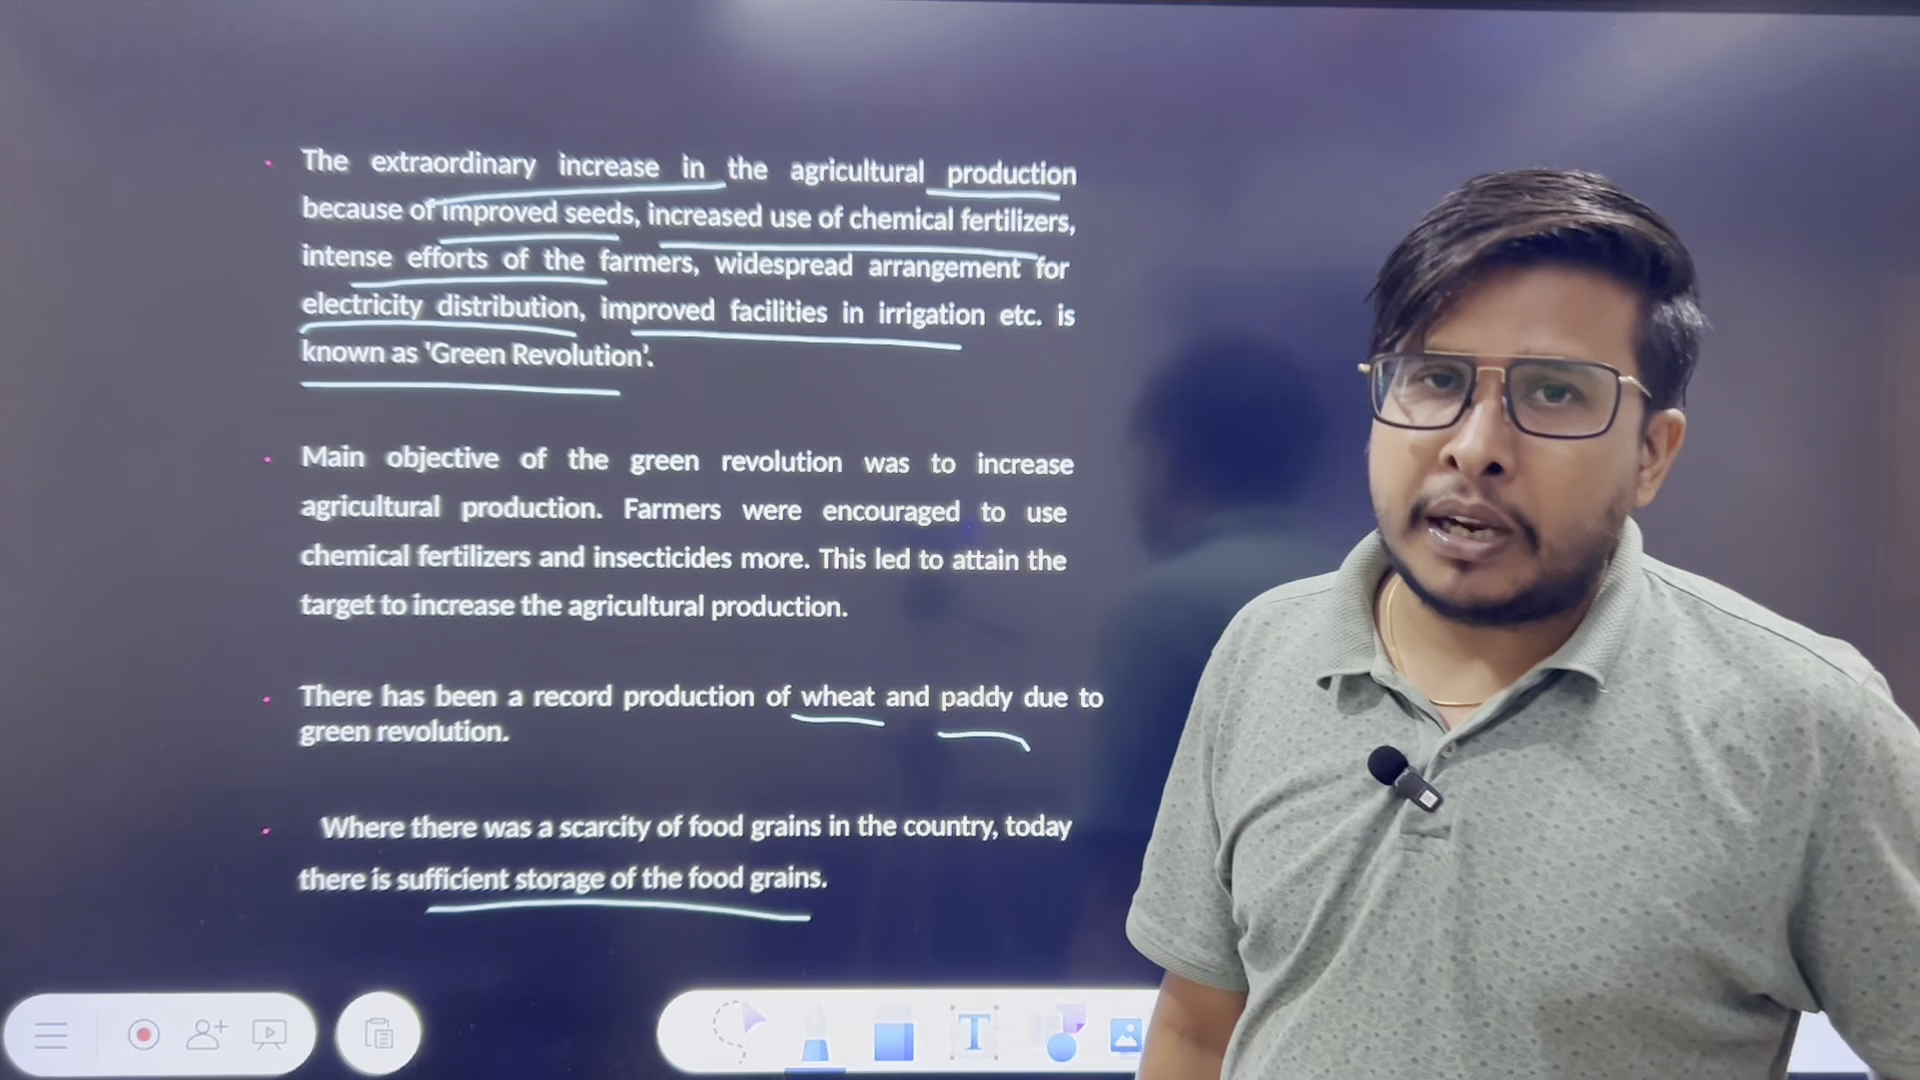 The extraordinary increase in the agricultural production
because of improved seeds, increased use of chemical fertilizers,
intense efforts of the farmers, widespread arrangement for
electricity distribution, improved facilities in irrigation etc. is
known as 'Green Revolution'.
Main objective of the green revolution was to increase
agricultural production. Farmers were encouraged to use
chemical fertilizers and insecticides more. This led to attain the
target to increase the agricultural production.
There has been a record production of wheat and paddy due to
green revolution.
Where there was a scarcity of food grains in the country, today
there is sufficient storage of the food grains.
T